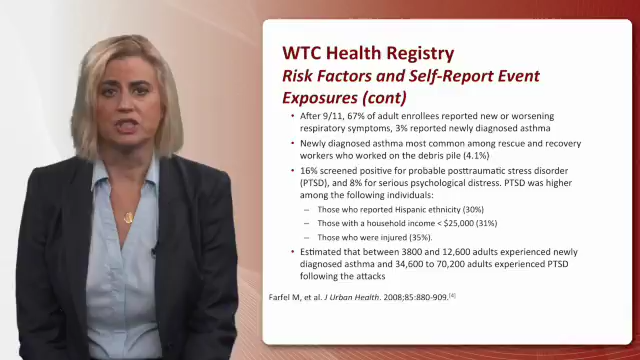 WTC Health Registry
Risk Factors and Self-Report Event
Exposures (cont)
• After 9/11, 67% of adult enrollees reported new or worsening
respiratory symptoms, 3% reported newly diagnosed asthma
• Newly diagnosed asthma most common among rescue and recovery
workers who worked on the debris pile (4.1%)
• 16% screened positive for probable posttraumatic stress disorder
(PTSD), and 8% for serious psychological distress. PTSD was higher
among the following individuals:
– Those who reported Hispanic ethnicity (30%)
– Those with a household income < $25,000 (31%)
– Those who were injured (35%).
• Estimated that between 3800 and 12,600 adults experienced newly
diagnosed asthma and 34,600 to 70,200 adults experienced PTSD
following the attacks
Farfel M, et al. J Urban Health. 2008;85:880-909.[4]